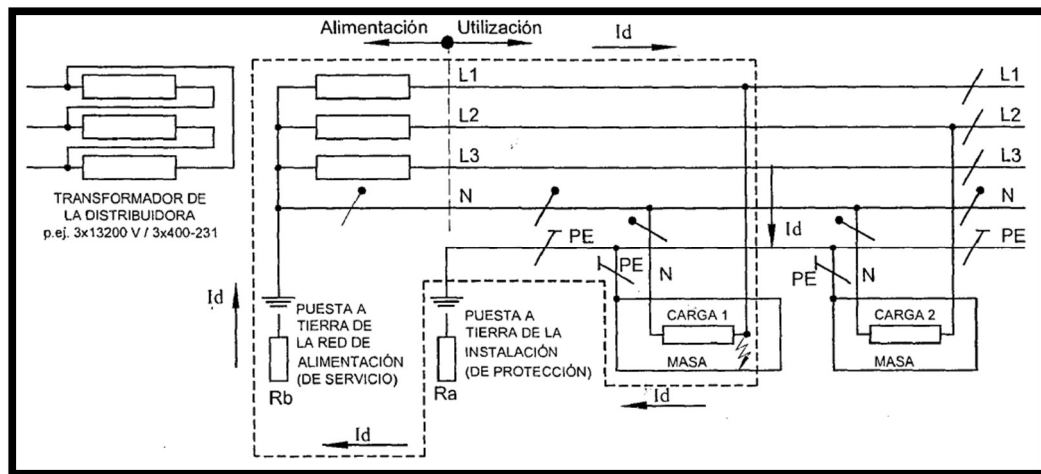 Alimentación Utilización
Id
L1 L1
L2 L2
L3 L3
N N
PE PE
Id
PE N
PE N
TRANSFORMADOR DE
LA DISTRIBUIDORA
p.ej. 3x13200 V / 3x400-231
Id
PUESTA A
TIERRA DE
LA RED DE
ALIMENTACIÓN
(DE SERVICIO)
Rb
PUESTA A
TIERRA DE LA
INSTALACIÓN
(DE PROTECCIÓN)
Ra
CARGA 1
MASA
CARGA 2
MASA
Id
Id